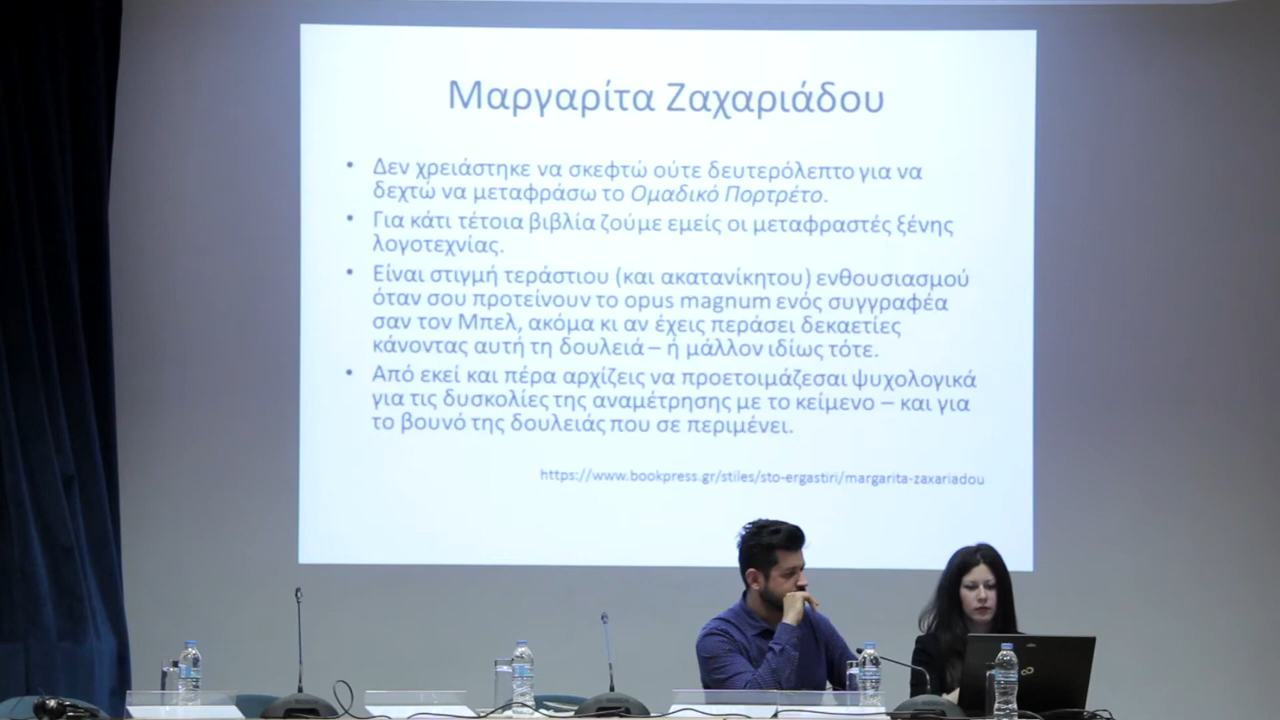 Μαργαρίτα Ζαχαριάδου
• Δεν χρειάστηκε να σκεφτώ ούτε δευτερόλεπτο για να
δεχτώ να μεταφράσω το Ομαδικό Πορτρέτο.
• Για κάτι τέτοια βιβλία ζούμε εμείς οι μεταφραστές ξένης
λογοτεχνίας.
• Είναι στιγμή τεράστιου (και ακατανίκητου) ενθουσιασμού
όταν σου προτείνουν το opus magnum ενός συγγραφέα
σαν τον Μπελ, ακόμα κι αν έχεις περάσει δεκαετίες
κάνοντας αυτή τη δουλειά – ή μάλλον ιδίως τότε.
• Από εκεί και πέρα αρχίζεις να προετοιμάζεσαι ψυχολογικά
για τις δυσκολίες της αναμέτρησης με το κείμενο – και για
το βουνό της δουλειάς που σε περιμένει.
https://www.bookpress.gr/stiles/sto-ergastiri/margarita-zaxariadou